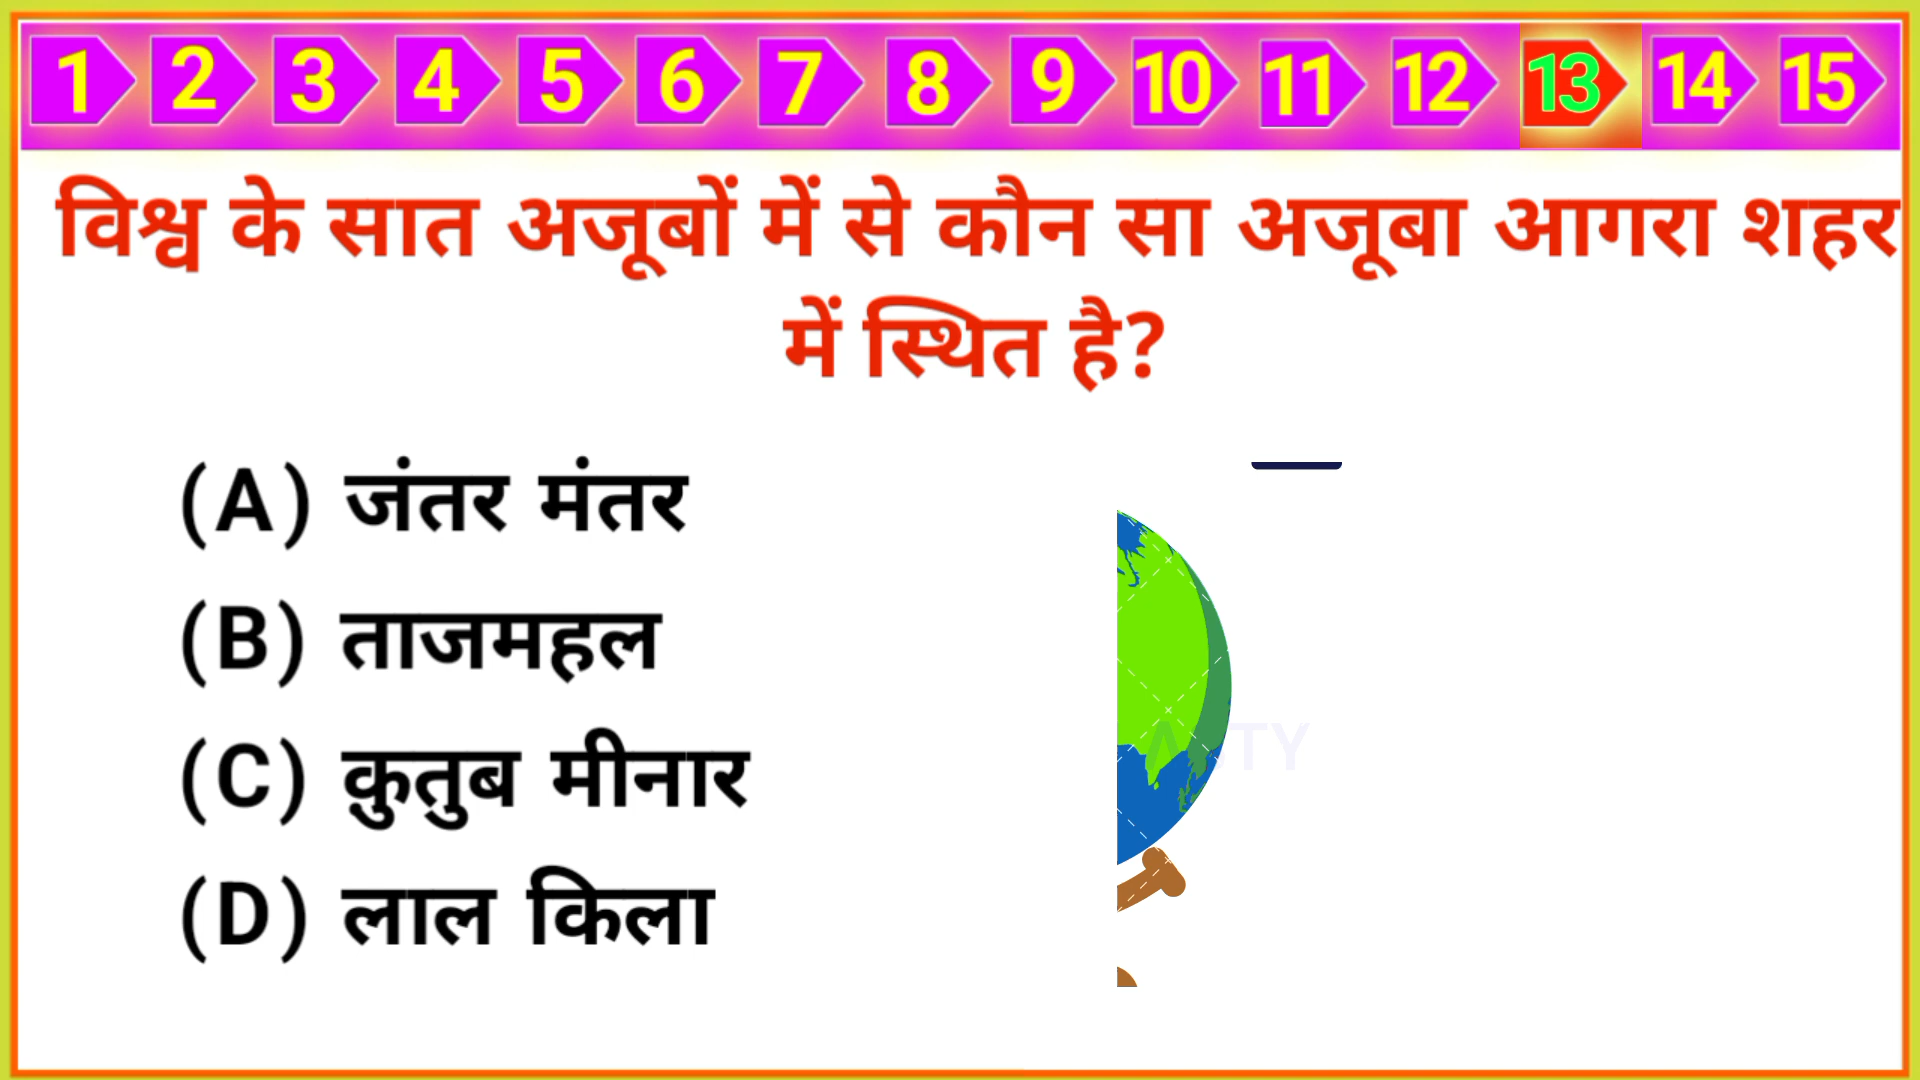 1 2 3 4 5 6 7 8 9 10 11 12 13 14 15
विश्व के सात अजूबों में से कौन सा अजूबा आगरा शहर
में स्थित है?
(A) जंतर मंतर
(B) ताजमहल
(C) क़ुतुब मीनार
(D) लाल किला